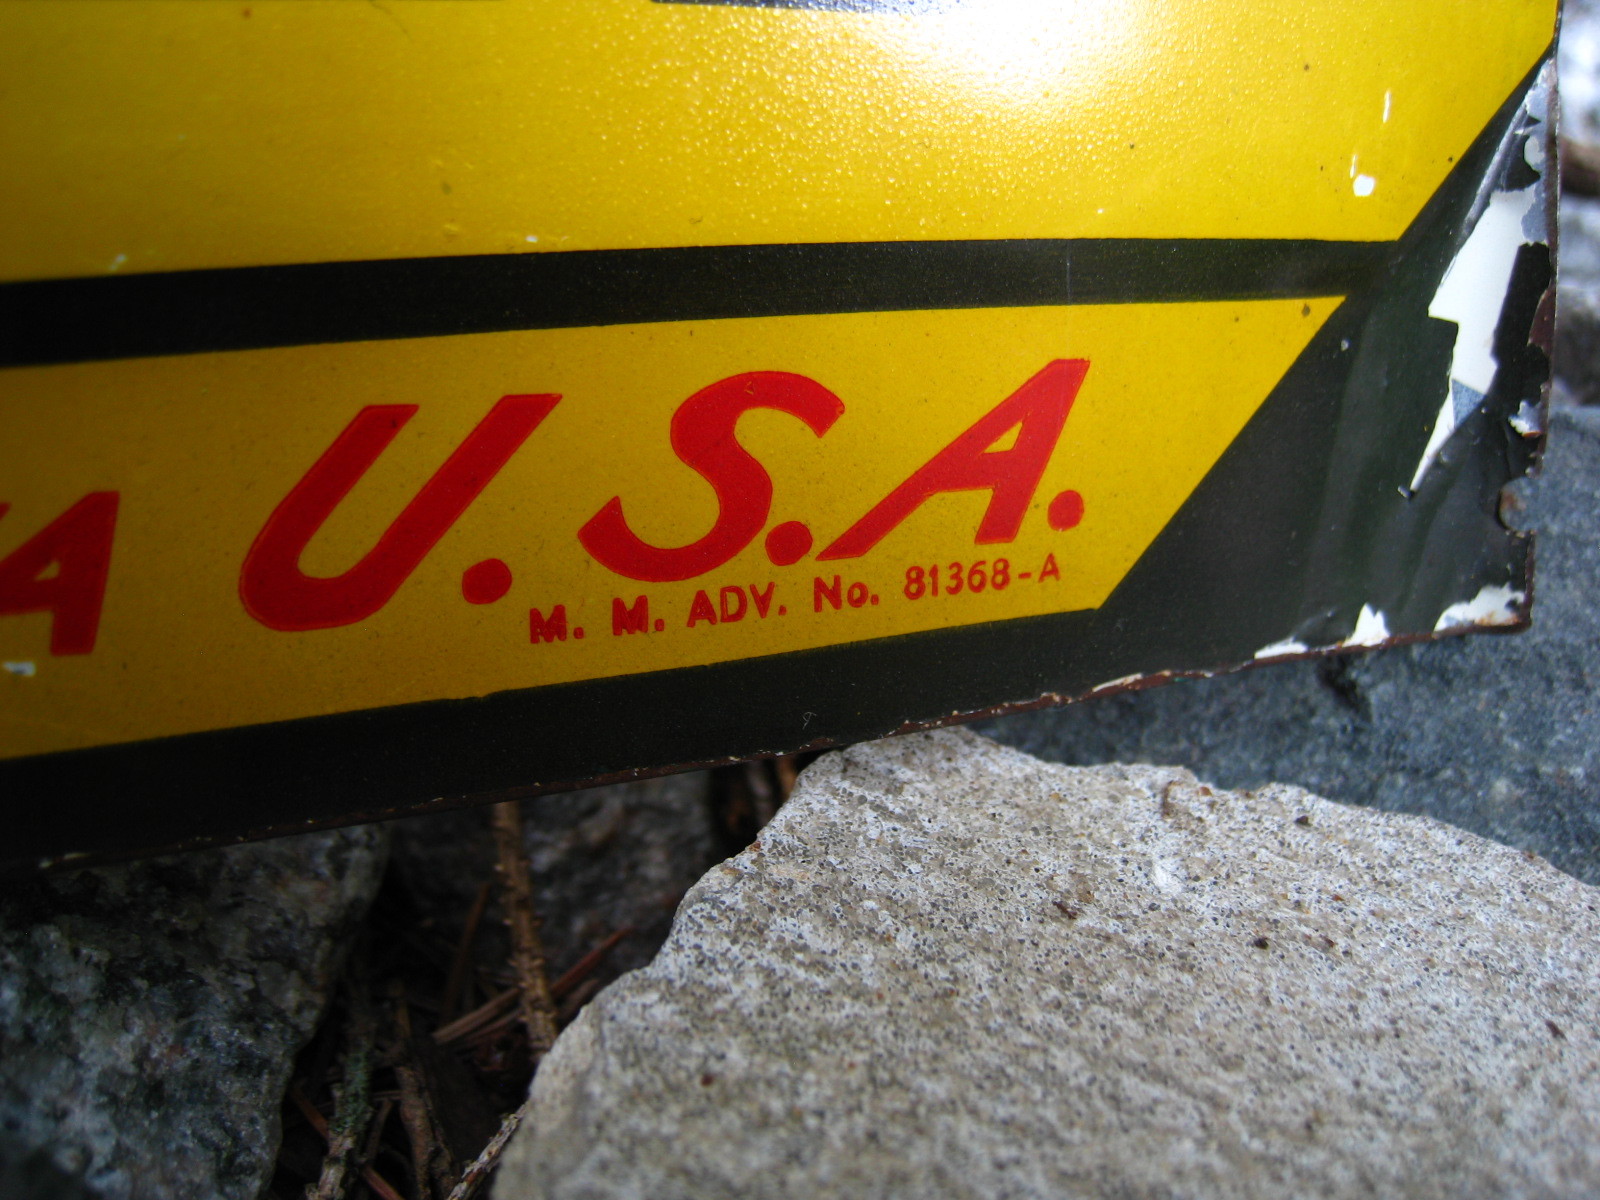 U.S.A.
M. M. ADV. No. 81368-A